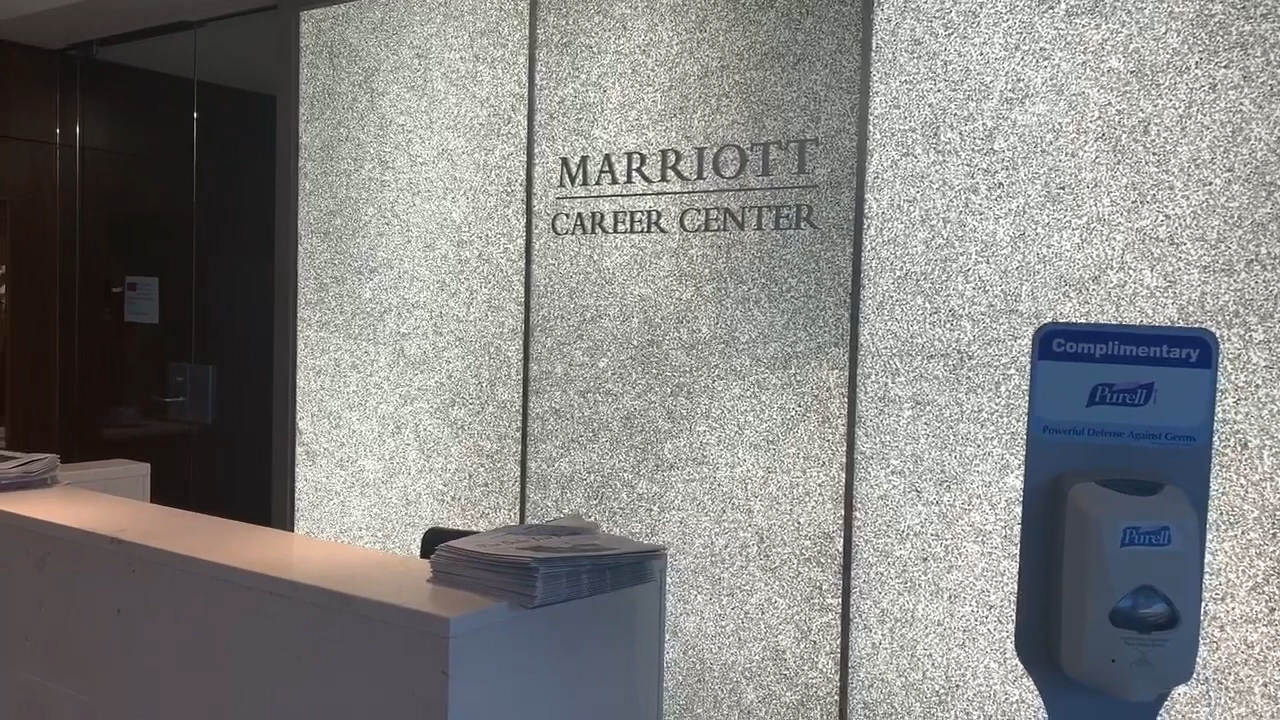 MARRIOTT
CAREER CENTER
Complimentary
Purell
Powerful Defense Against Germs
Purell